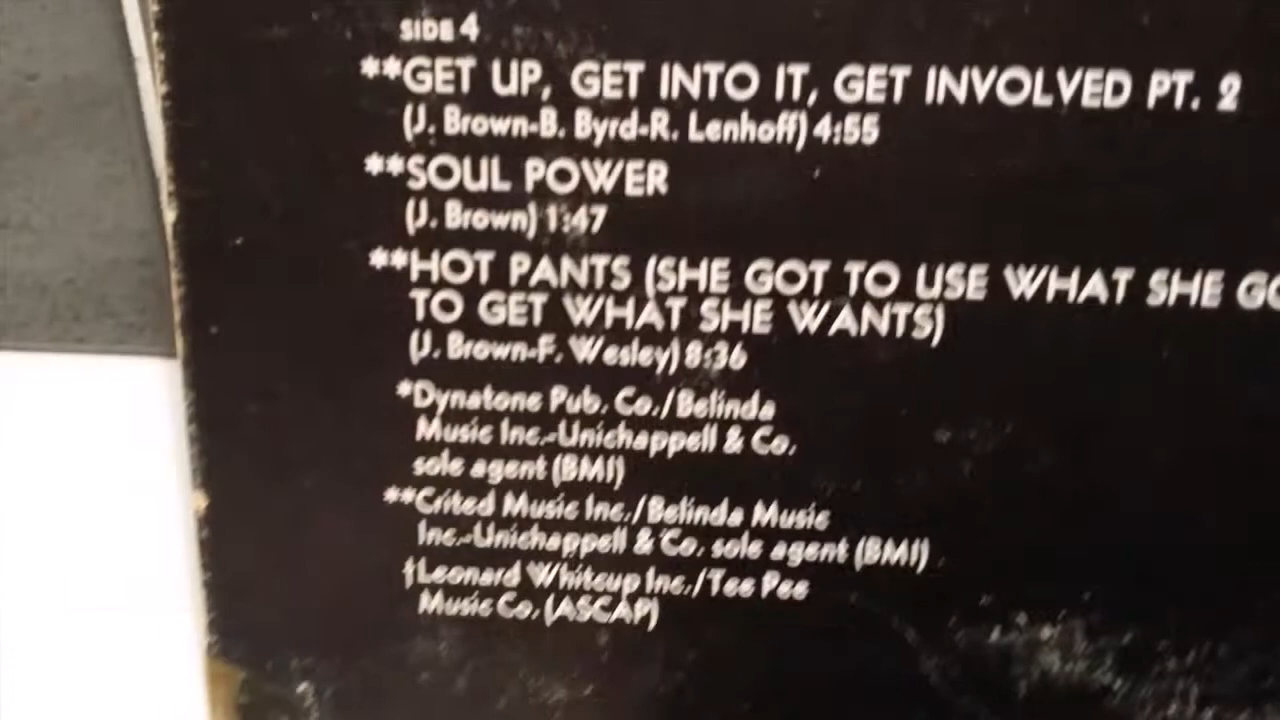 SIDE 4
**GET UP, GET INTO IT, GET INVOLVED PT. 2
(J. Brown-B. Byrd-R. Lenhoff) 4:55
**SOUL POWER
(J. Brown) 1:47
**HOT PANTS (SHE GOT TO USE WHAT SHE GO
TO GET WHAT SHE WANTS)
(J. Brown-F. Wesley) 8:36
*Dynatone Pub. Co./Belinda
Music Inc.-Unichappell & Co.
sole agent (BMI)
**Crited Music Inc./Belinda Music
Inc.-Unichappell & Co. sole agent (BMI)
†Leonard Whitcup Inc./Tee Pee
Music Co. (ASCAP)